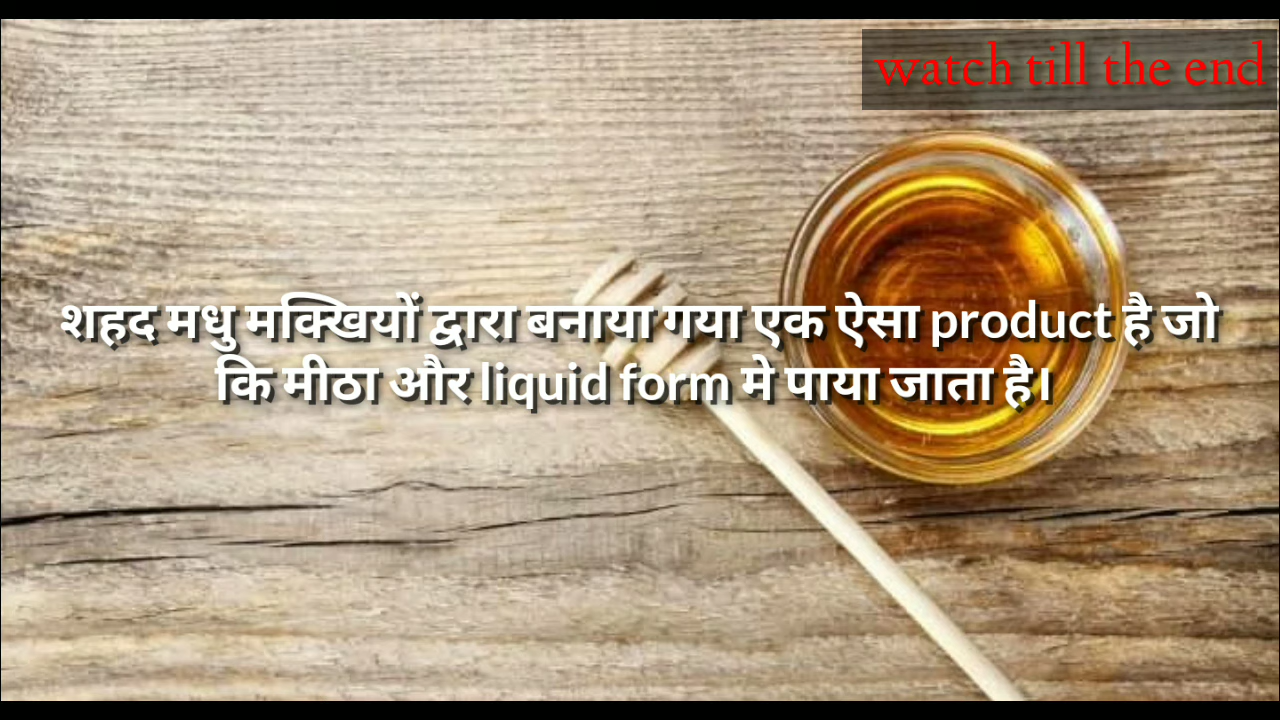 watch till the end
शहद मधु मक्खियों द्वारा बनाया गया एक ऐसा product है जो
कि मीठा और liquid form मे पाया जाता है।